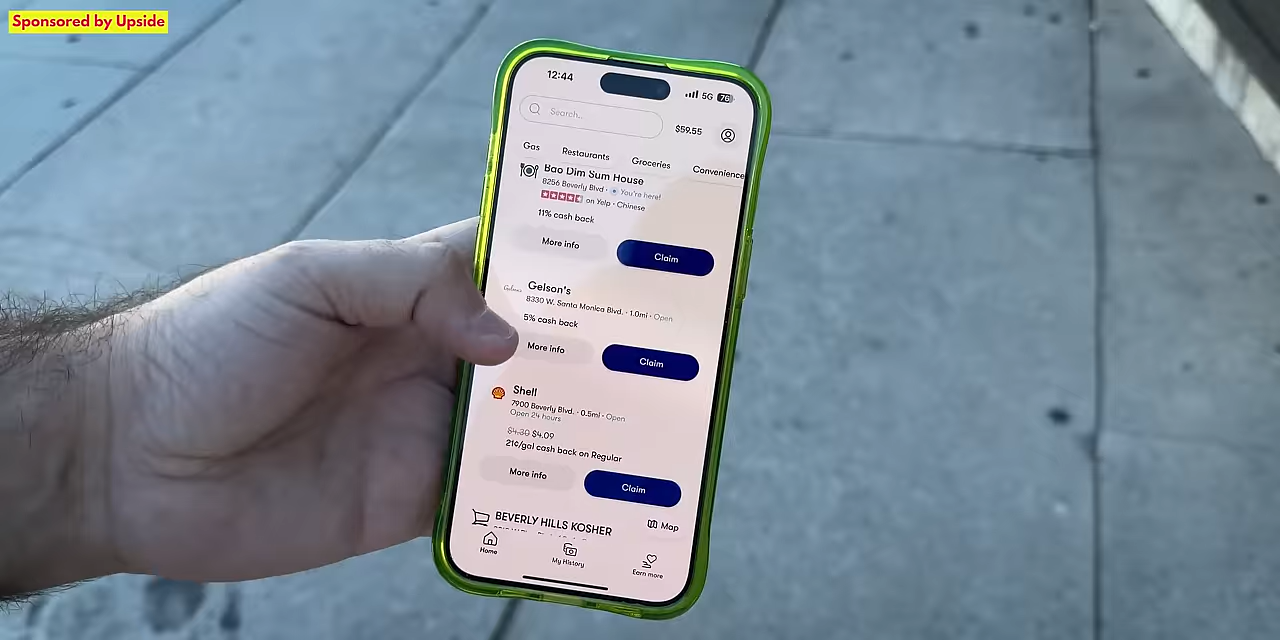 Sponsored by Upside
12:44
5G 76
Search...
$59.55
Gas Restaurants Groceries Convenience
Bao Dim Sum House
8256 Beverly Blvd · You're here!
on Yelp · Chinese
11% cash back
More info Claim
Gelson's
Gelson's
8330 W. Santa Monica Blvd. · 1.0mi · Open
5% cash back
More info Claim
Shell
7900 Beverly Blvd. · 0.5mi · Open
Open 24 hours
$4.30 $4.09
21¢/gal cash back on Regular
More info Claim
BEVERLY HILLS KOSHER
Map
Home My History Earn more